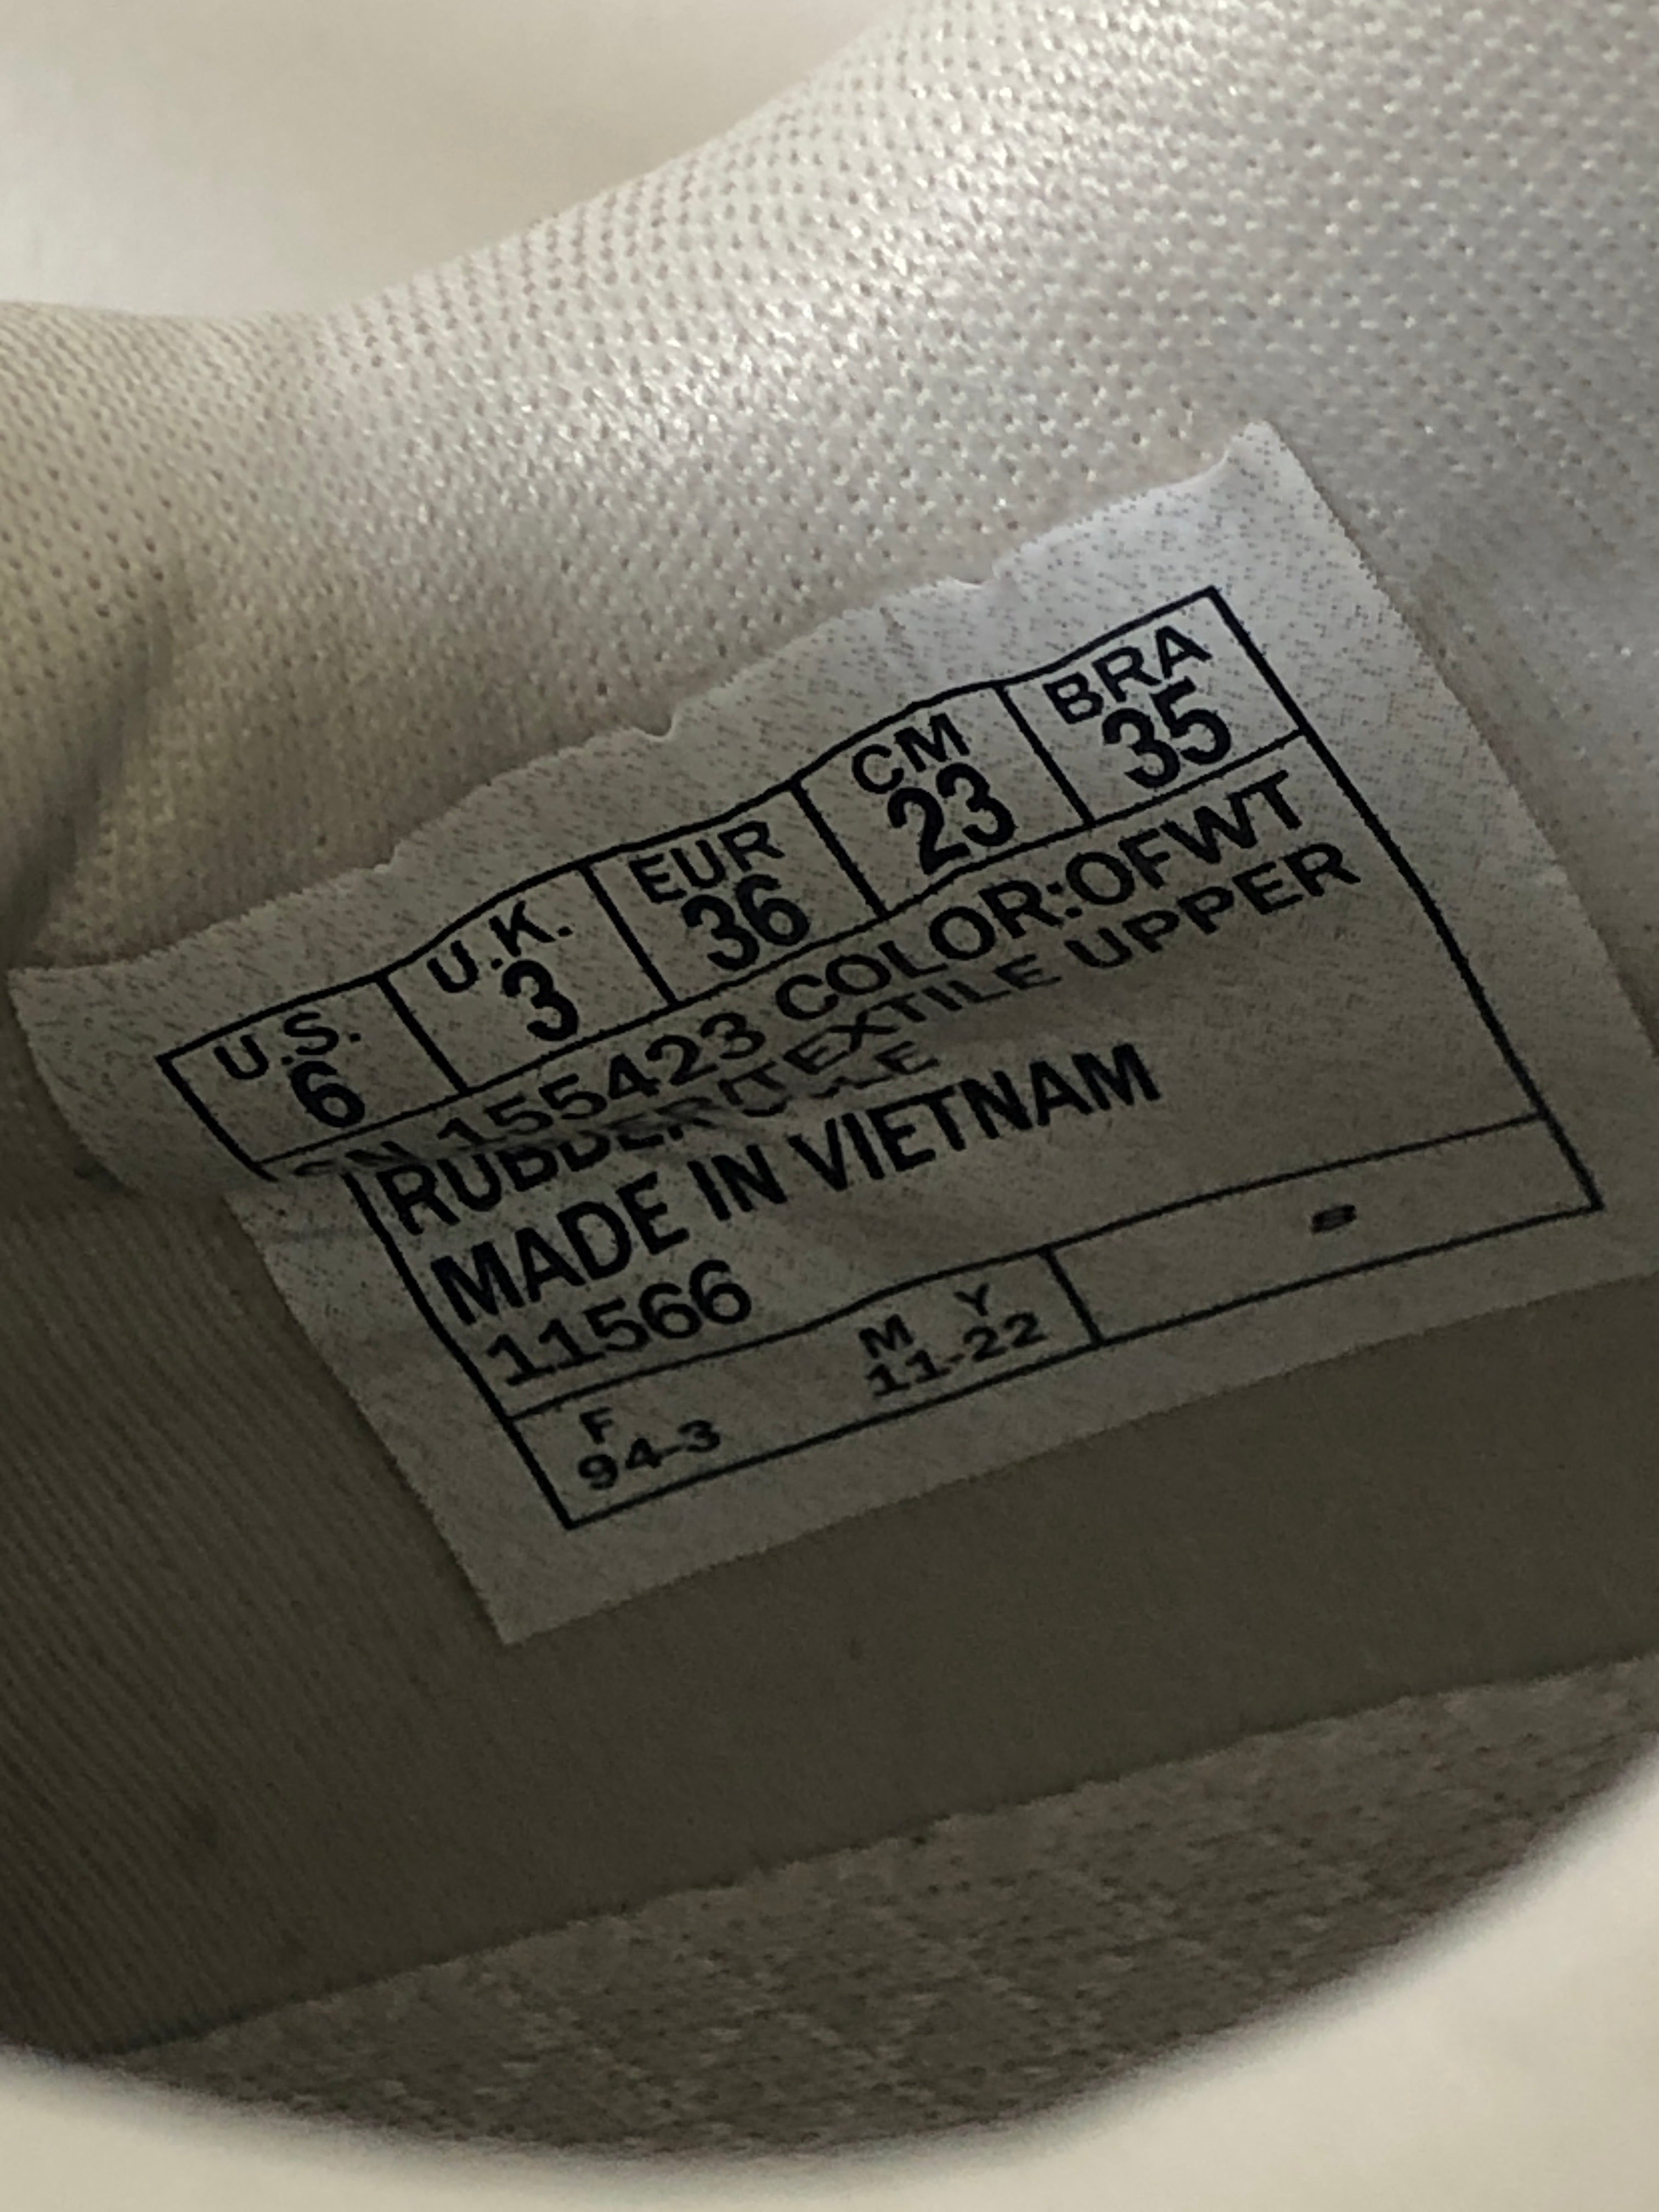 U.S. U.K. EUR CM BRA
6 3 36 23 35
SN 155423 COLOR:OFWT
TEXTILE UPPER
RUBBER
MADE IN VIETNAM
11566
F M Y
94-3 11-22